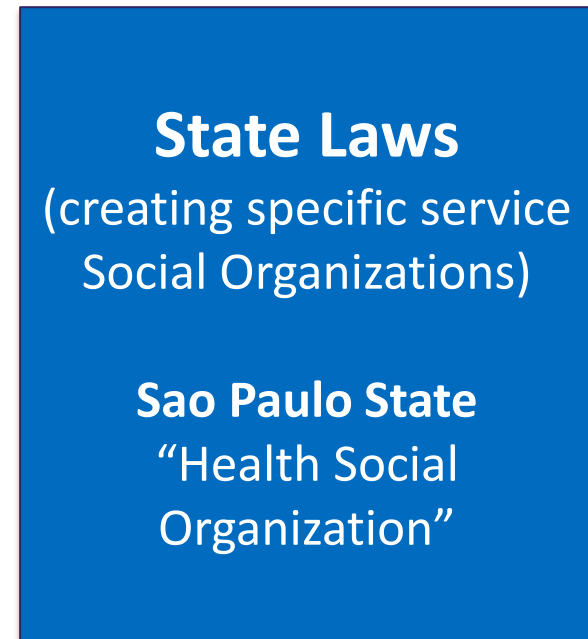 State Laws
(creating specific service
Social Organizations)
Sao Paulo State
“Health Social
Organization”